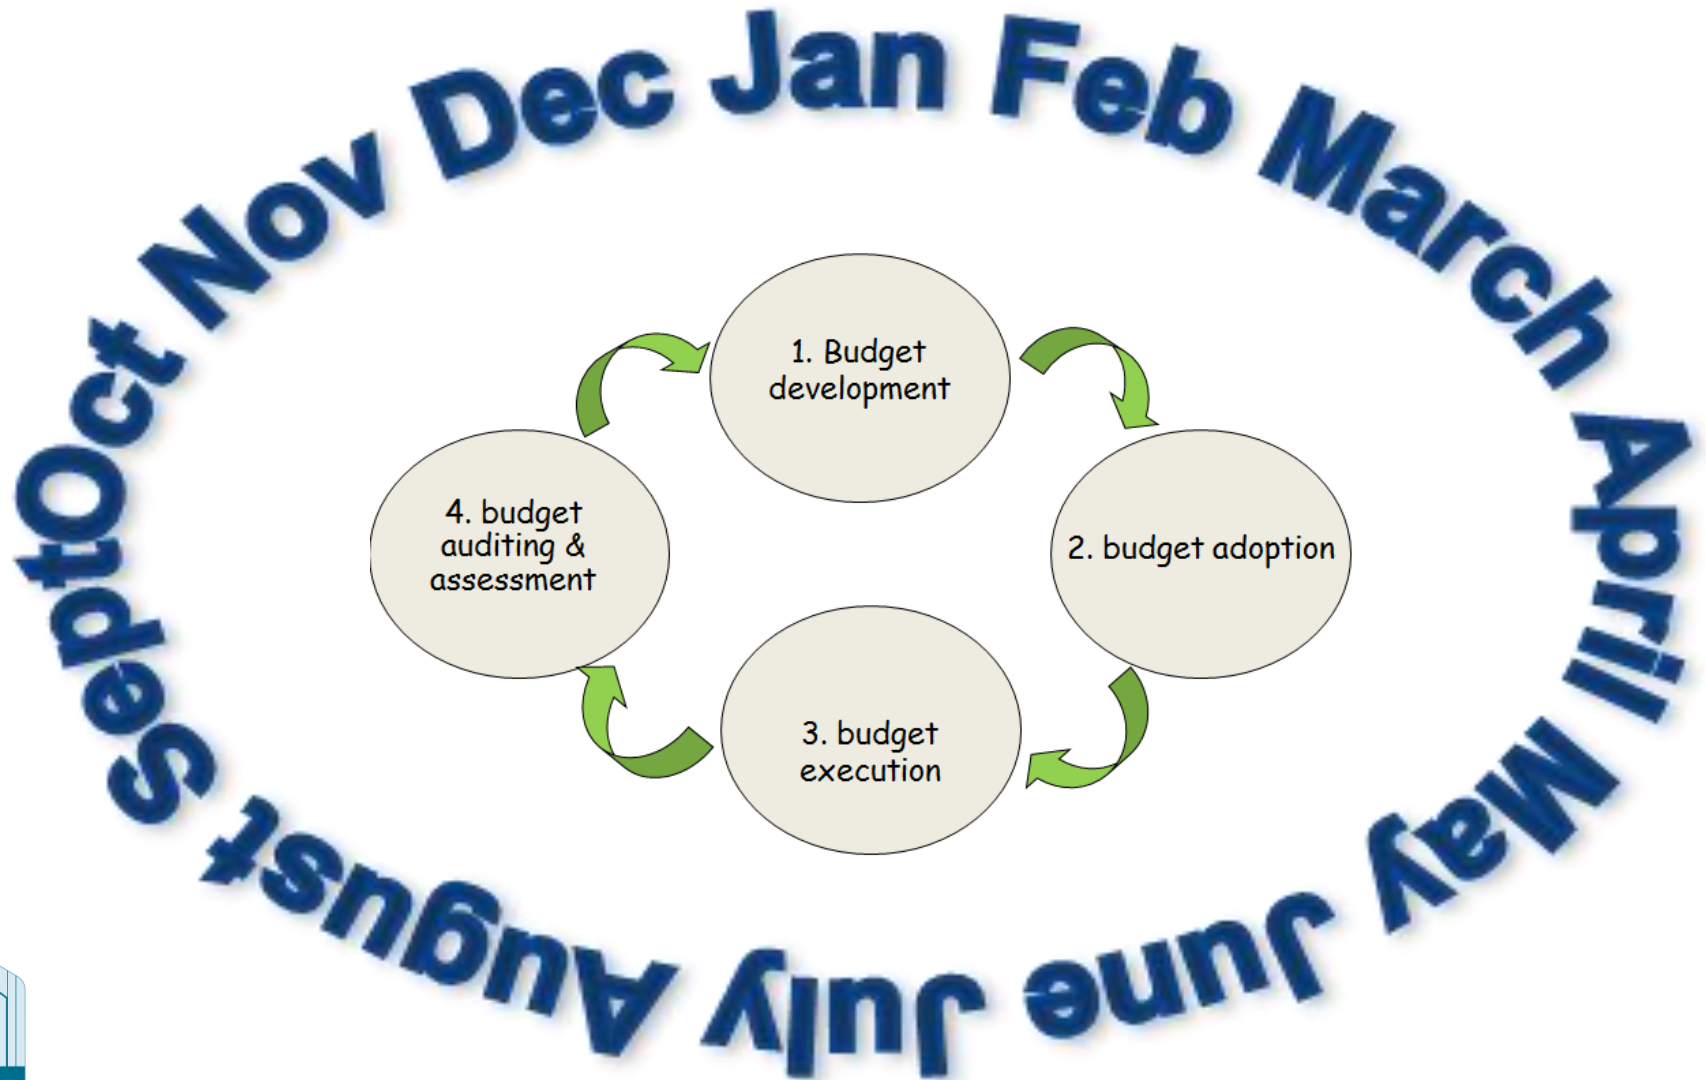 Jan Feb March April May June July August Sept Oct Nov Dec
1. Budget
development
2. budget adoption
3. budget
execution
4. budget
auditing &
assessment